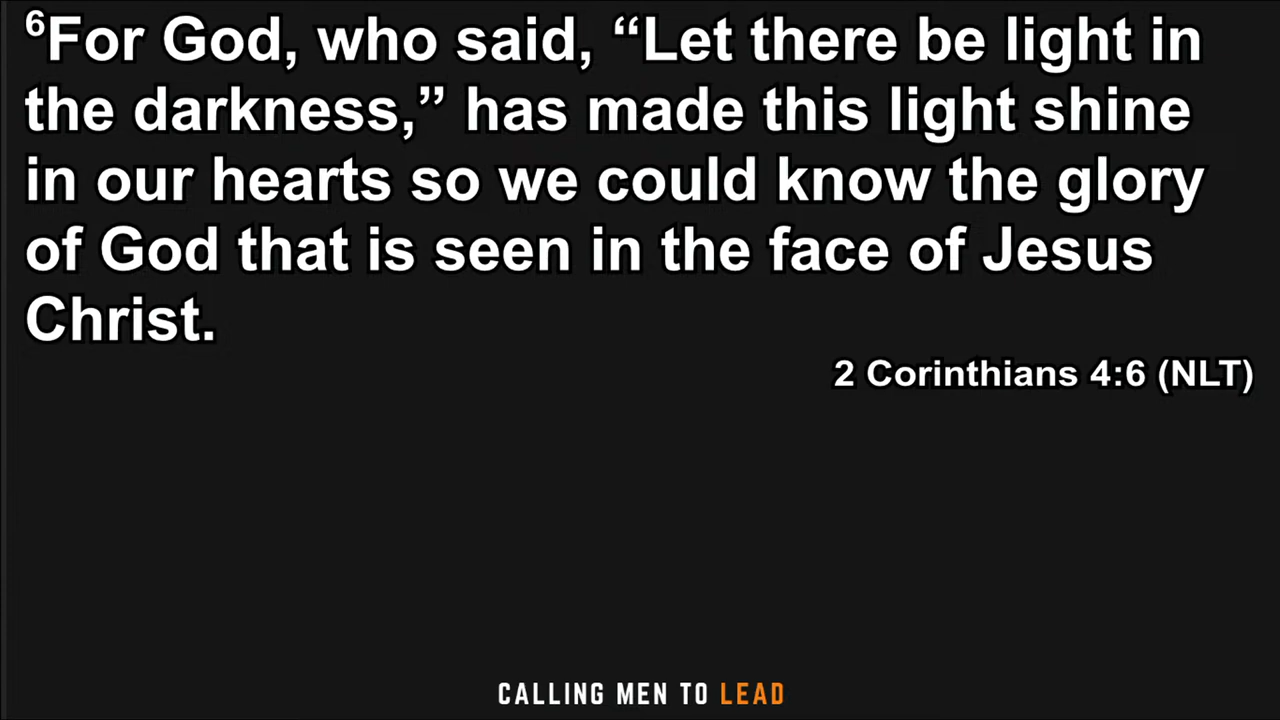 ⁶For God, who said, “Let there be light in
the darkness,” has made this light shine
in our hearts so we could know the glory
of God that is seen in the face of Jesus
Christ.
2 Corinthians 4:6 (NLT)
CALLING MEN TO LEAD